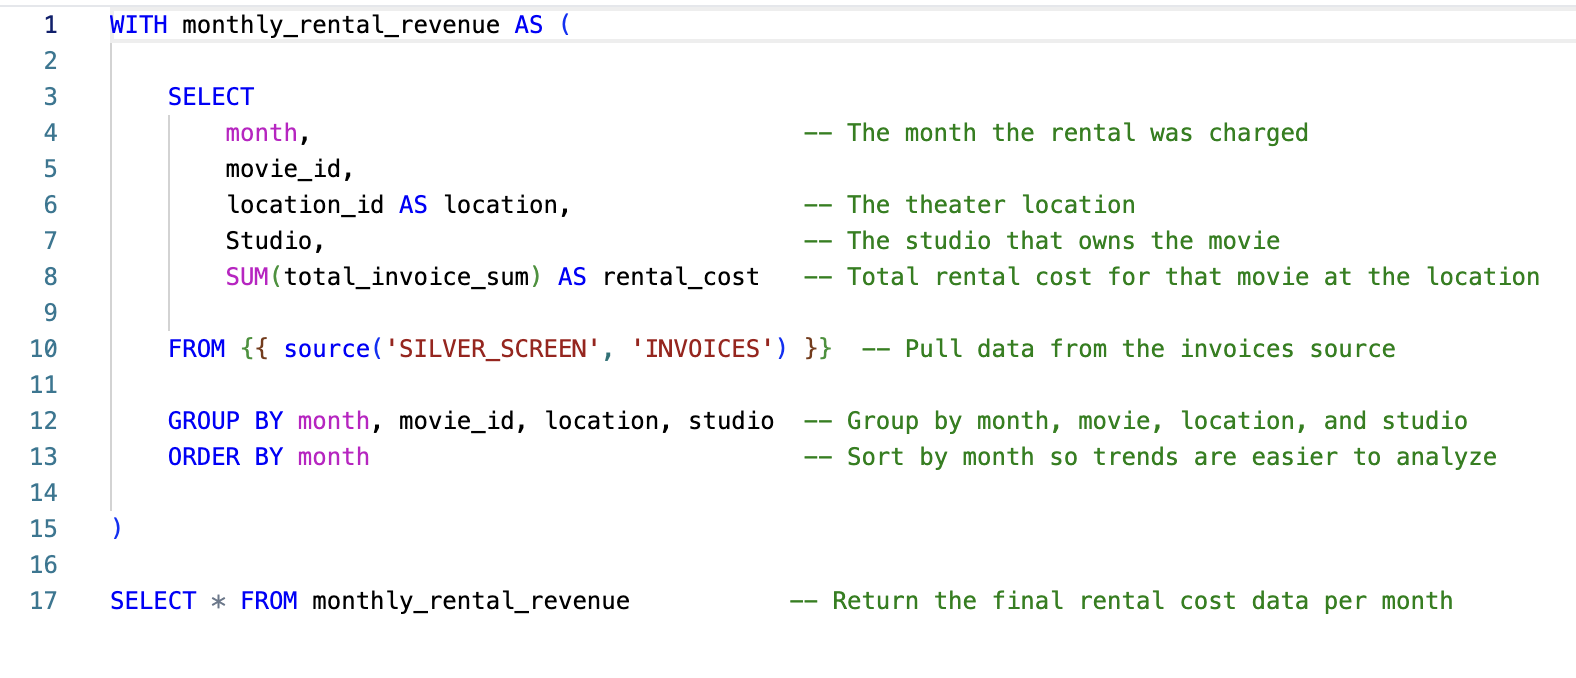 1 WITH monthly_rental_revenue AS (
2
3 SELECT
4 month, -- The month the rental was charged
5 movie_id,
6 location_id AS location, -- The theater location
7 Studio, -- The studio that owns the movie
8 SUM(total_invoice_sum) AS rental_cost -- Total rental cost for that movie at the location
9
10 FROM {{ source('SILVER_SCREEN', 'INVOICES') }} -- Pull data from the invoices source
11
12 GROUP BY month, movie_id, location, studio -- Group by month, movie, location, and studio
13 ORDER BY month -- Sort by month so trends are easier to analyze
14
15 )
16
17 SELECT * FROM monthly_rental_revenue -- Return the final rental cost data per month